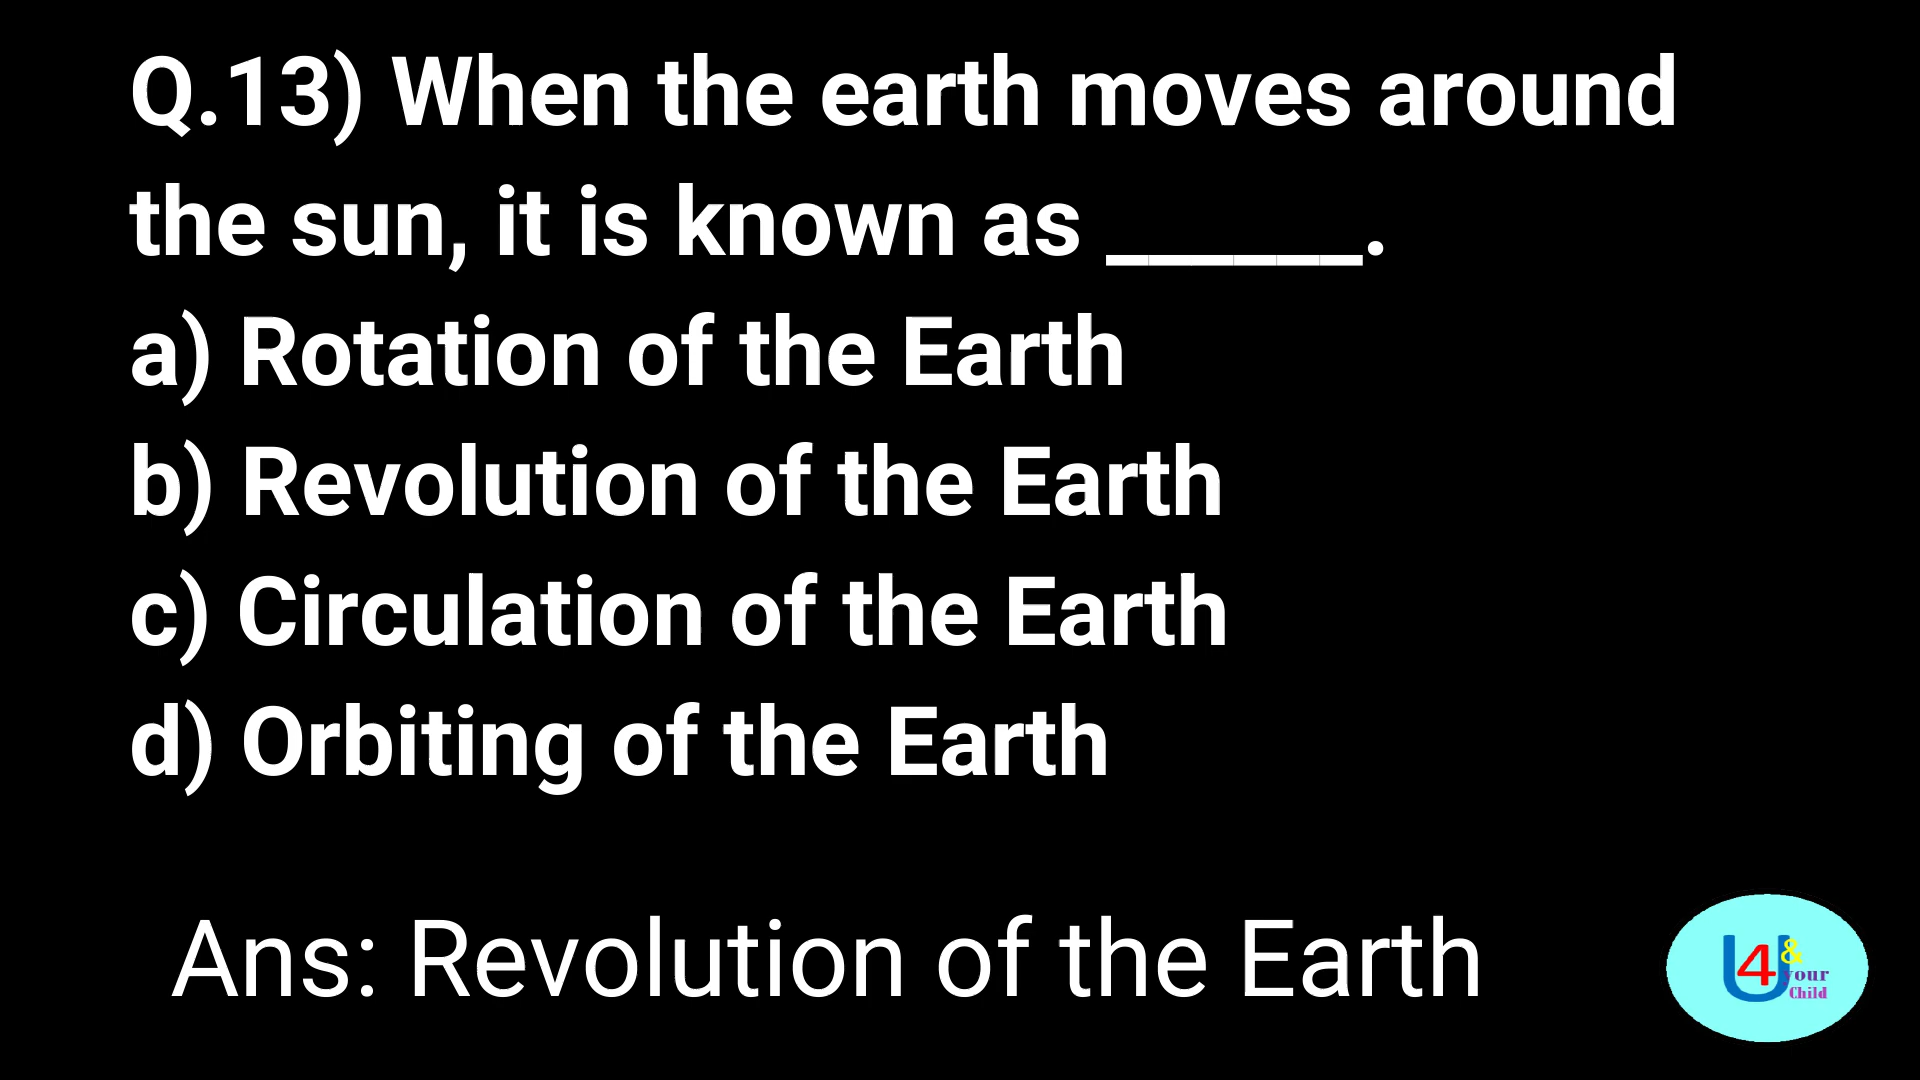 Q.13) When the earth moves around
the sun, it is known as ______.
a) Rotation of the Earth
b) Revolution of the Earth
c) Circulation of the Earth
d) Orbiting of the Earth
Ans: Revolution of the Earth
U4&
your
Child